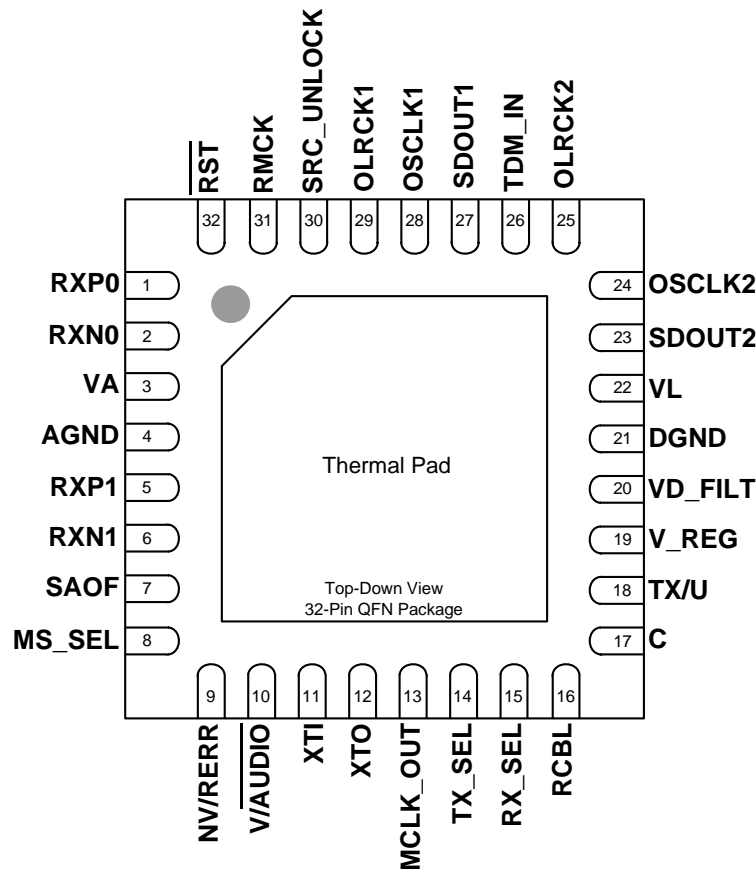 RST
RMCK
SRC_UNLOCK
OLRCK1
OSCLK1
SDOUT1
TDM_IN
OLRCK2
32
31
30
29
28
27
26
25
RXP0 1
RXN0 2
VA 3
AGND 4
RXP1 5
RXN1 6
SAOF 7
MS_SEL 8
24 OSCLK2
23 SDOUT2
22 VL
21 DGND
20 VD_FILT
19 V_REG
18 TX/U
17 C
Thermal Pad
Top-Down View
32-Pin QFN Package
9
10
11
12
13
14
15
16
NV/RERR
V/AUDIO
XTI
XTO
MCLK_OUT
TX_SEL
RX_SEL
RCBL